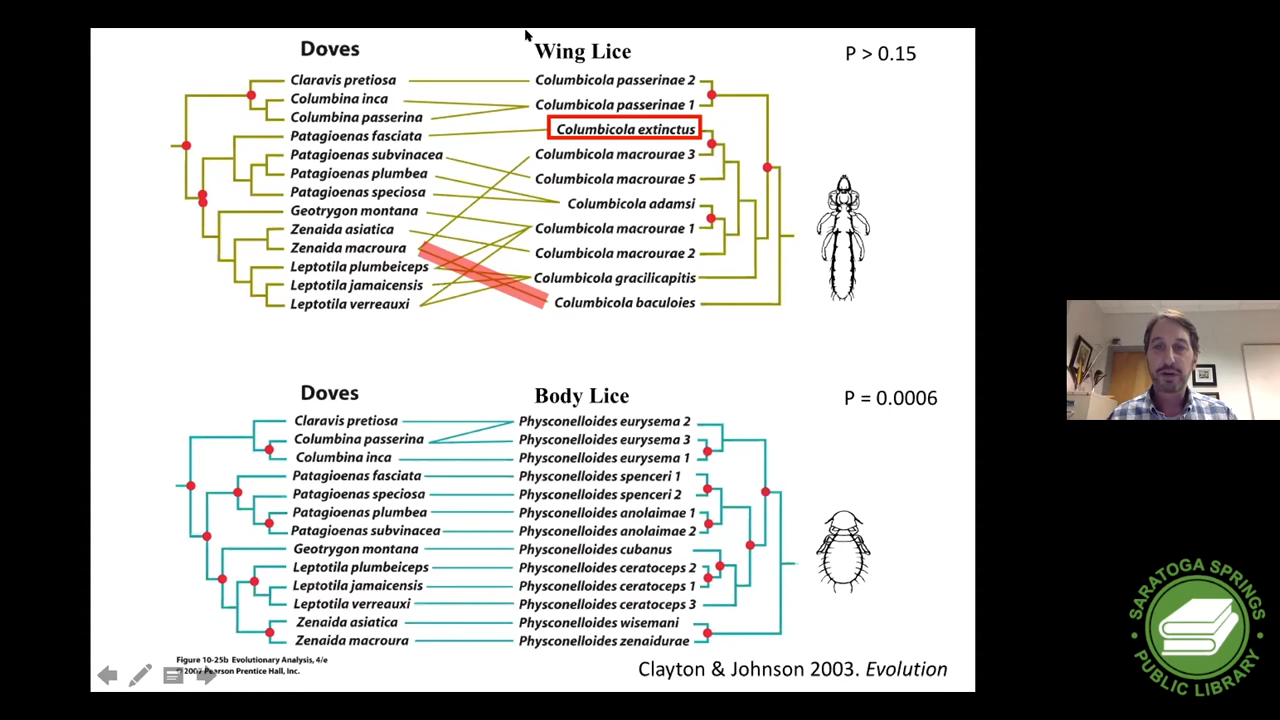 Doves
Wing Lice
P > 0.15
Claravis pretiosa
Columbina inca
Columbina passerina
Patagioenas fasciata
Patagioenas subvinacea
Patagioenas plumbea
Patagioenas speciosa
Geotrygon montana
Zenaida asiatica
Zenaida macroura
Leptotila plumbeiceps
Leptotila jamaicensis
Leptotila verreauxi
Columbicola passerinae 2
Columbicola passerinae 1
Columbicola extinctus
Columbicola macrourae 3
Columbicola macrourae 5
Columbicola adamsi
Columbicola macrourae 1
Columbicola macrourae 2
Columbicola gracilicapitis
Columbicola baculoies
Doves
Body Lice
P = 0.0006
Claravis pretiosa
Columbina passerina
Columbina inca
Patagioenas fasciata
Patagioenas speciosa
Patagioenas plumbea
Patagioenas subvinacea
Geotrygon montana
Leptotila plumbeiceps
Leptotila jamaicensis
Leptotila verreauxi
Zenaida asiatica
Zenaida macroura
Physconelloides eurysema 2
Physconelloides eurysema 3
Physconelloides eurysema 1
Physconelloides spenceri 1
Physconelloides spenceri 2
Physconelloides anolaimae 1
Physconelloides anolaimae 2
Physconelloides cubanus
Physconelloides ceratoceps 2
Physconelloides ceratoceps 1
Physconelloides ceratoceps 3
Physconelloides wisemani
Physconelloides zenaidurae
Figure 10-25b Evolutionary Analysis, 4/e
© 2007 Pearson Prentice Hall, Inc.
Clayton & Johnson 2003. Evolution
SARATOGA SPRINGS
PUBLIC LIBRARY